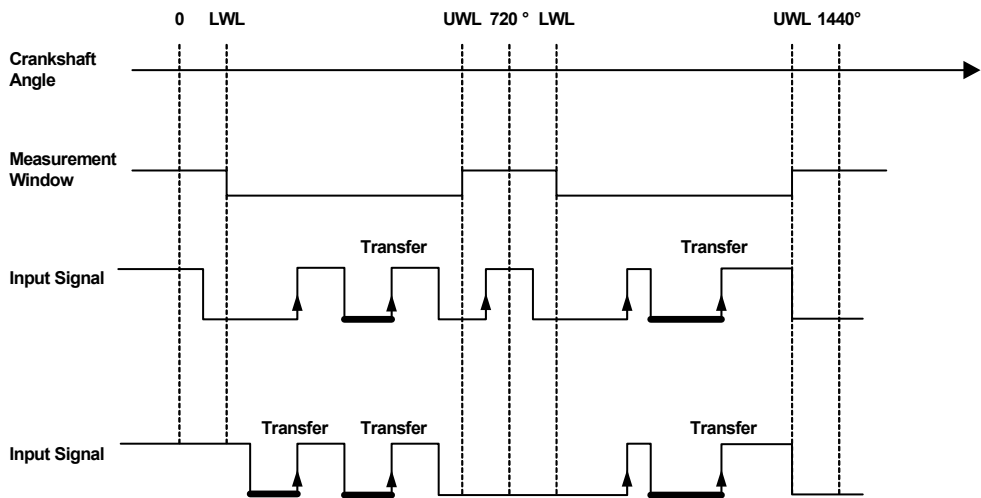 0 LWL UWL 720 ° LWL UWL 1440°
Crankshaft
Angle
Measurement
Window
Transfer Transfer
Input Signal
Transfer Transfer Transfer
Input Signal